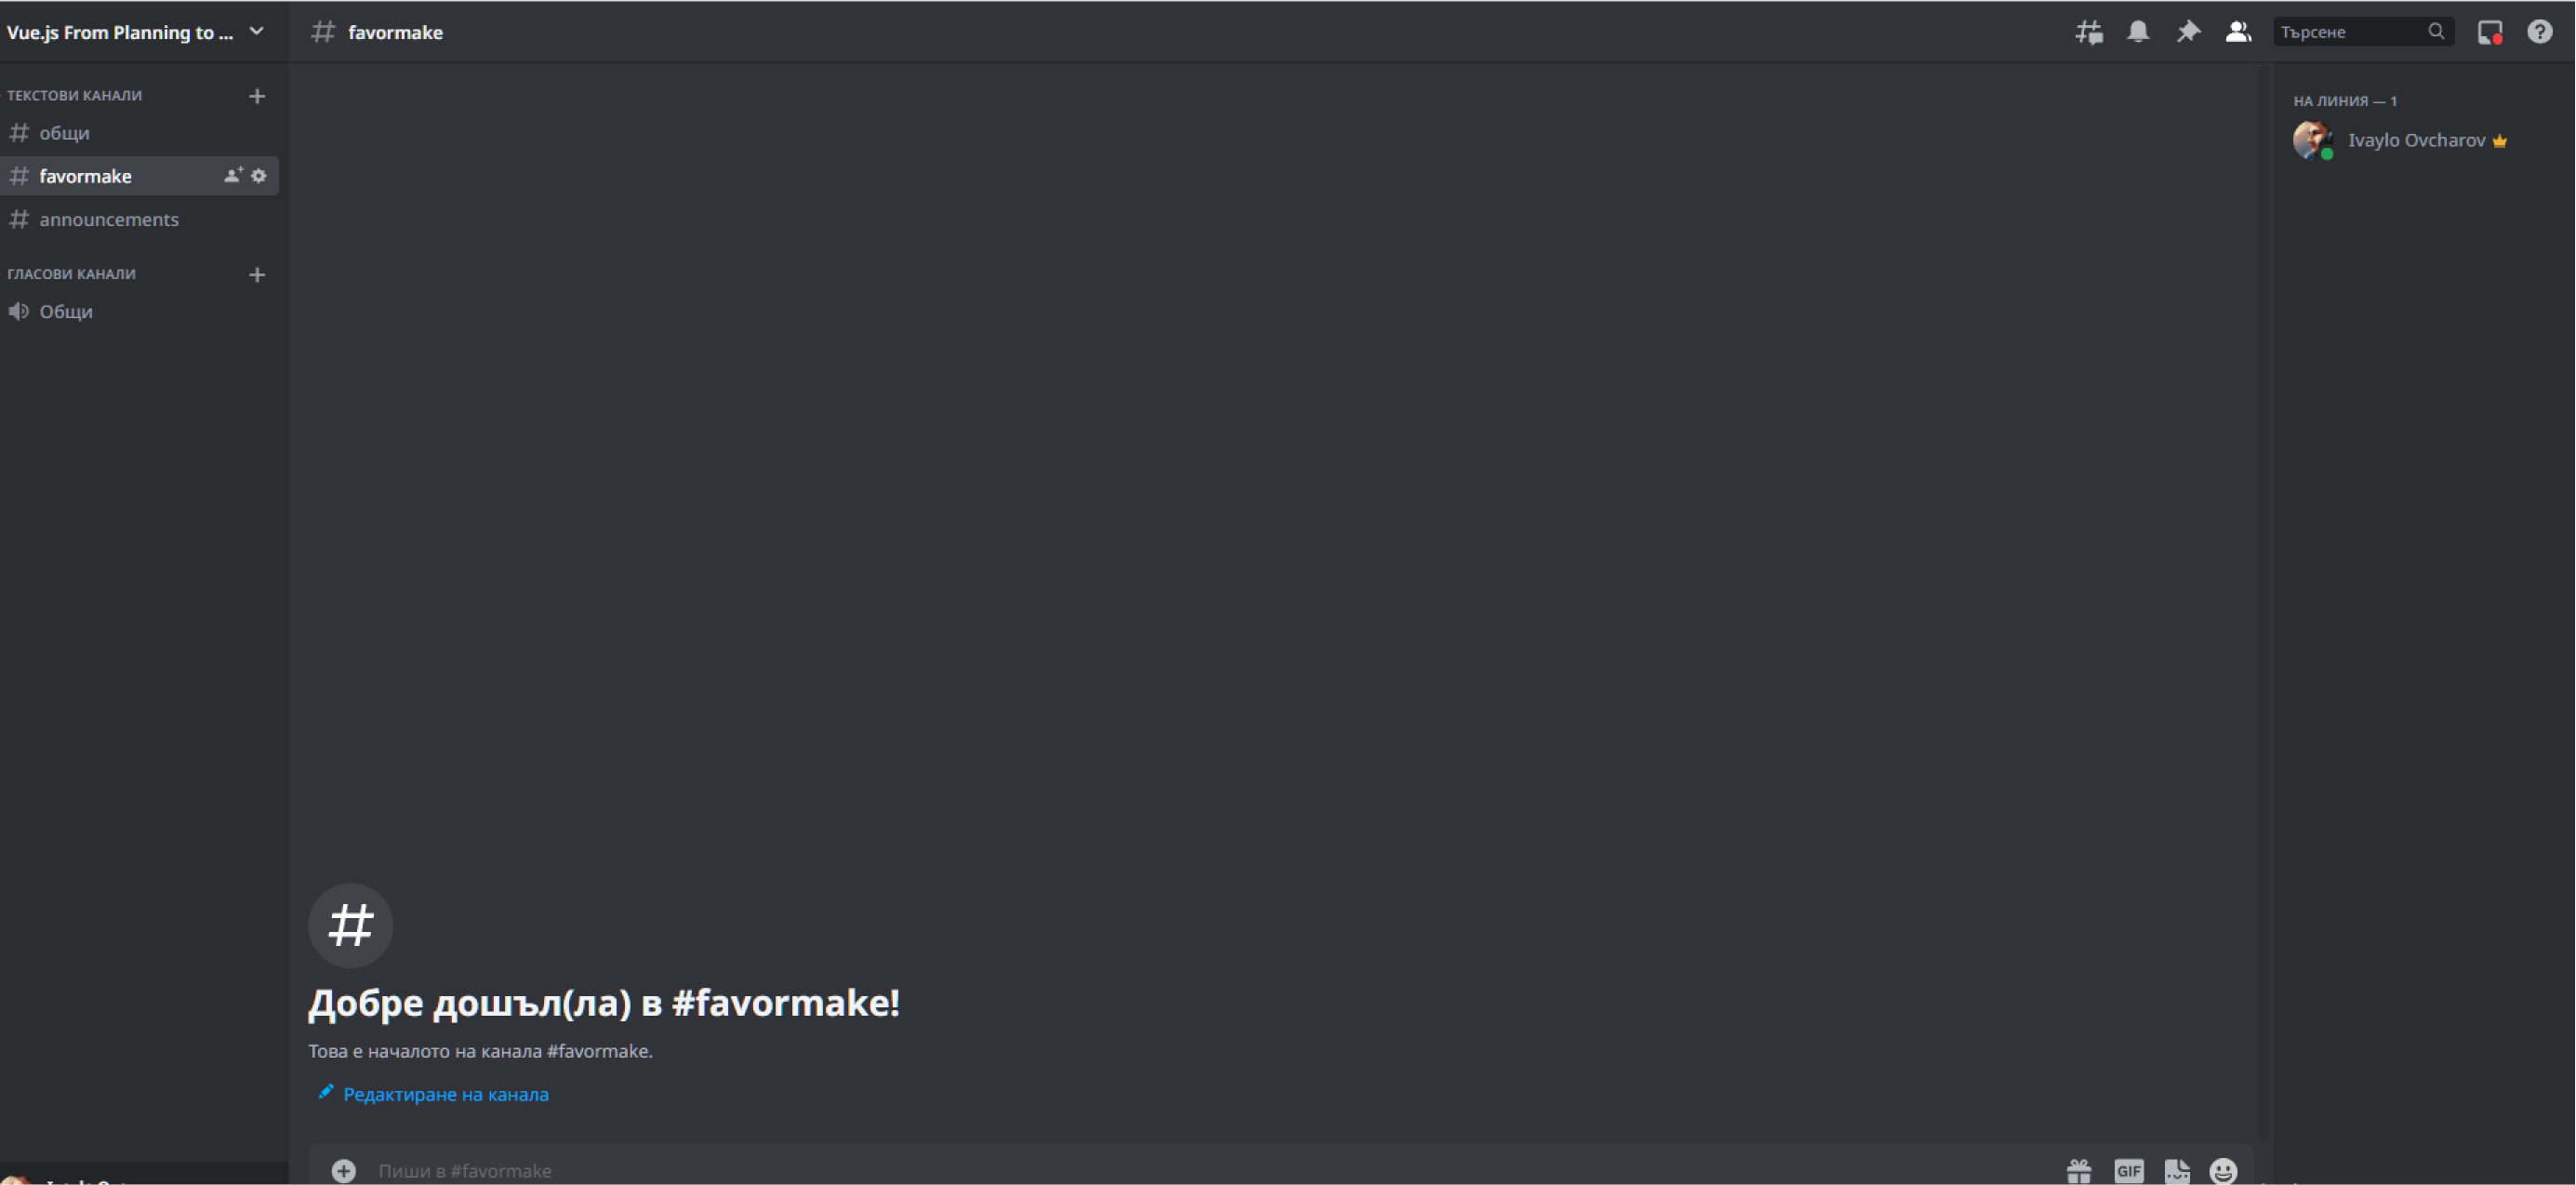 Vue.js From Planning to ...
ТЕКСТОВИ КАНАЛИ
# общи
# favormake
# announcements
ГЛАСОВИ КАНАЛИ
Общи
# favormake
Търсене
НА ЛИНИЯ — 1
Ivaylo Ovcharov
#
Добре дошъл(ла) в #favormake!
Това е началото на канала #favormake.
Редактиране на канала
Пиши в #favormake
GIF